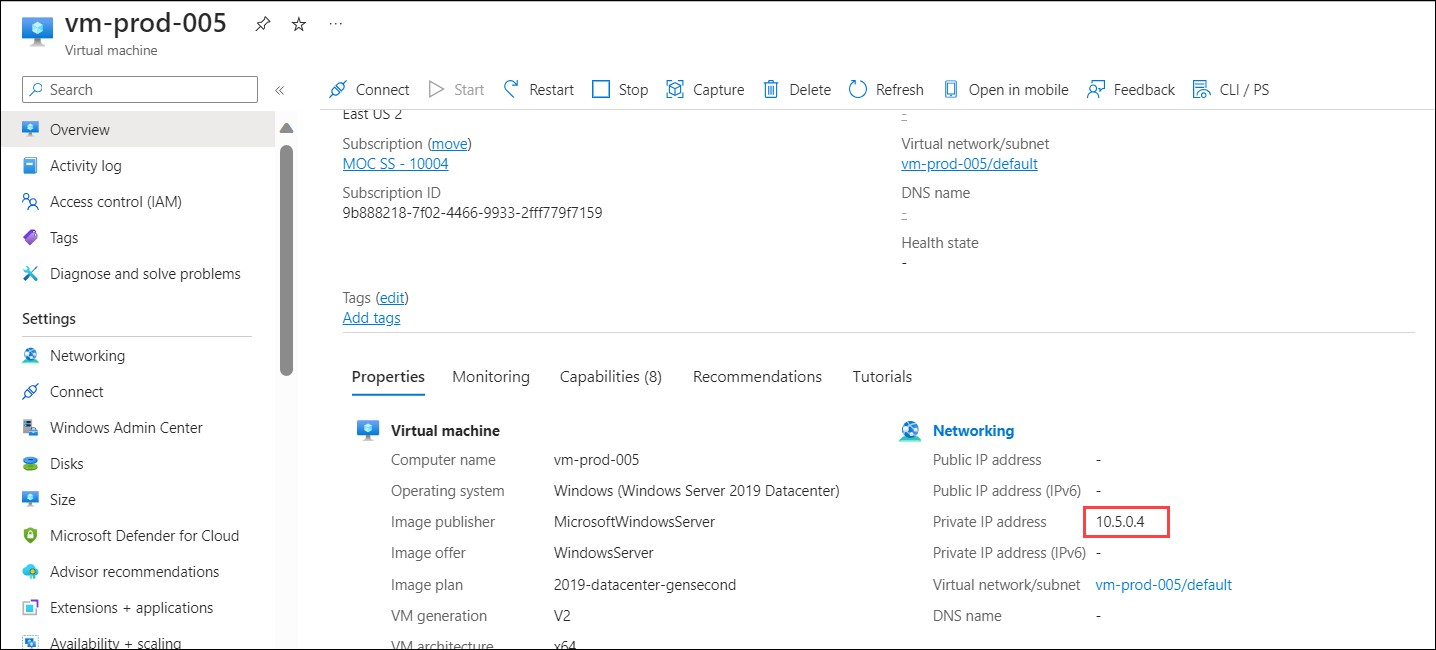 vm-prod-005
Virtual machine
Search
Connect Start Restart Stop Capture Delete Refresh Open in mobile Feedback CLI / PS
Overview
Activity log
Access control (IAM)
Tags
Diagnose and solve problems
Settings
Networking
Connect
Windows Admin Center
Disks
Size
Microsoft Defender for Cloud
Advisor recommendations
Extensions + applications
Availability + scaling
East US 2
Subscription (move)
MOC SS - 10004
Subscription ID
9b888218-7f02-4466-9933-2fff779f7159
-
Virtual network/subnet
vm-prod-005/default
DNS name
-
Health state
-
Tags (edit)
Add tags
Properties Monitoring Capabilities (8) Recommendations Tutorials
Virtual machine
Computer name vm-prod-005
Operating system Windows (Windows Server 2019 Datacenter)
Image publisher MicrosoftWindowsServer
Image offer WindowsServer
Image plan 2019-datacenter-gensecond
VM generation V2
VM architecture x64
Networking
Public IP address -
Public IP address (IPv6) -
Private IP address 10.5.0.4
Private IP address (IPv6) -
Virtual network/subnet vm-prod-005/default
DNS name -